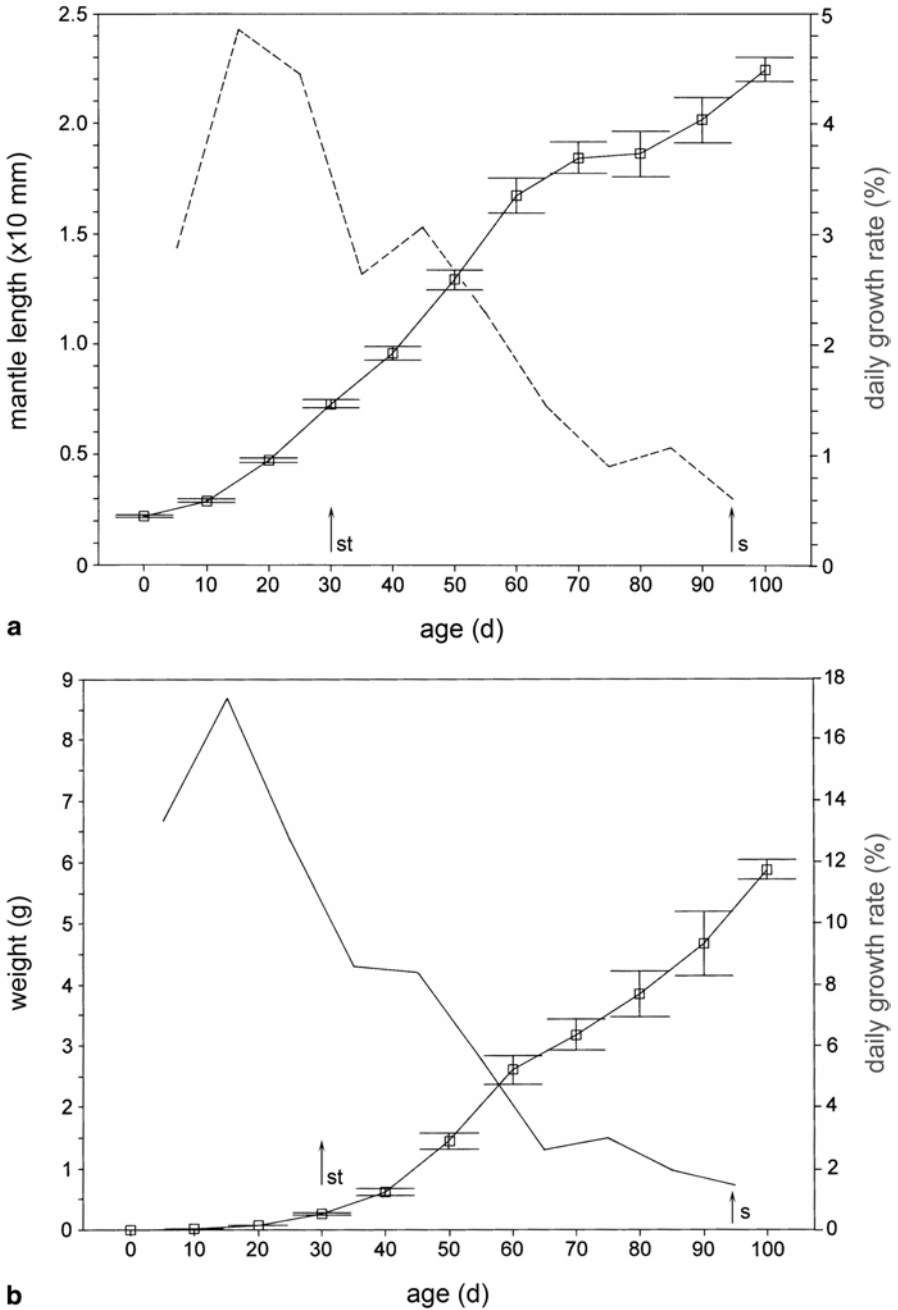 2.5
2.0
1.5
1.0
0.5
0
5
4
3
2
1
0
mantle length (x10 mm)
daily growth rate (%)
st
s
0 10 20 30 40 50 60 70 80 90 100
age (d)
a
9
8
7
6
5
4
3
2
1
0
18
16
14
12
10
8
6
4
2
0
weight (g)
daily growth rate (%)
st
s
0 10 20 30 40 50 60 70 80 90 100
age (d)
b